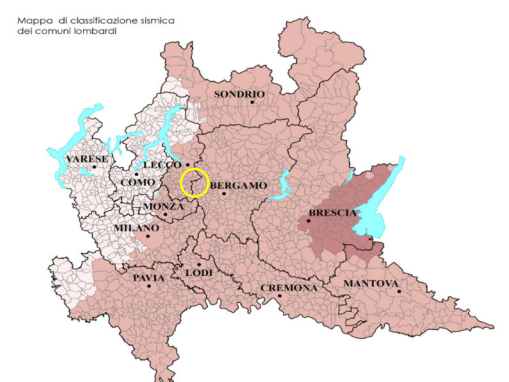 Mappa di classificazione sismica
dei comuni lombardi
SONDRIO
VARESE
LECCO
COMO
BERGAMO
MONZA
BRESCIA
MILANO
LODI
PAVIA
CREMONA
MANTOVA